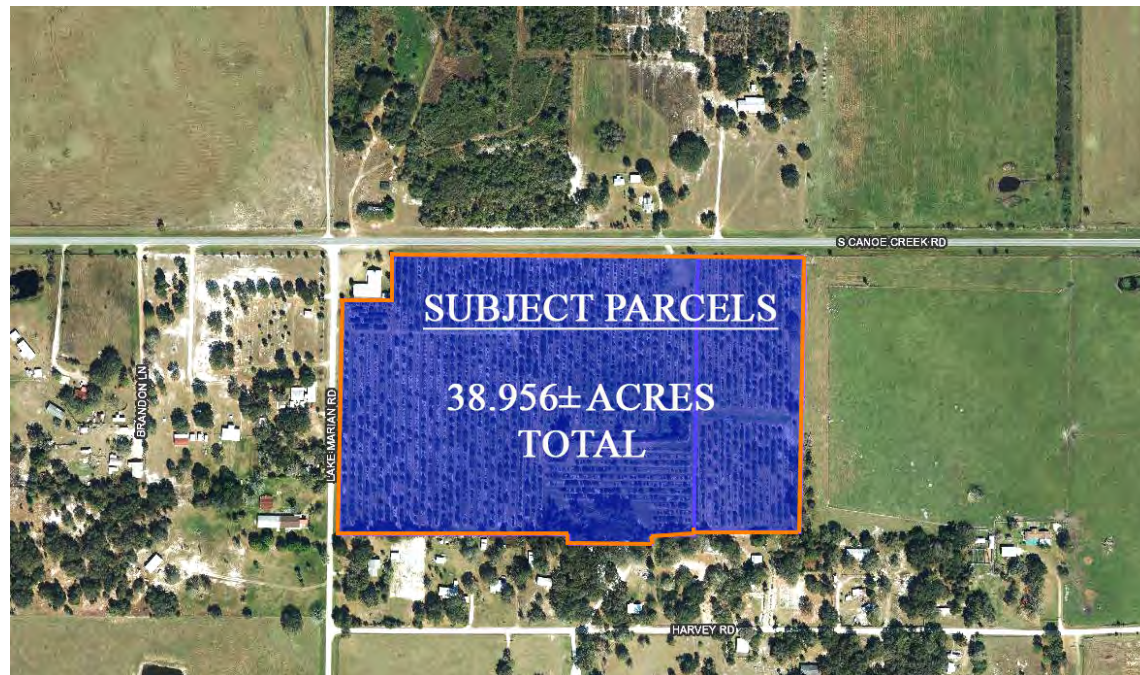 S CANOE CREEK RD
SUBJECT PARCELS
38.956± ACRES
TOTAL
BRANDON LN
LAKE MARIAN RD
HARVEY RD